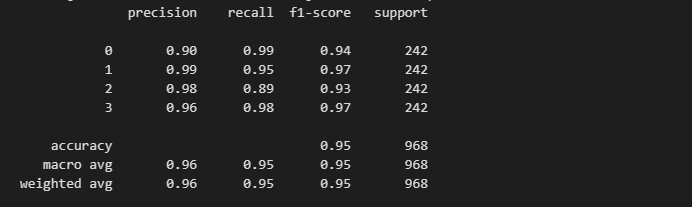 precision recall f1-score support
0 0.90 0.99 0.94 242
1 0.99 0.95 0.97 242
2 0.98 0.89 0.93 242
3 0.96 0.98 0.97 242
accuracy 0.95 968
macro avg 0.96 0.95 0.95 968
weighted avg 0.96 0.95 0.95 968